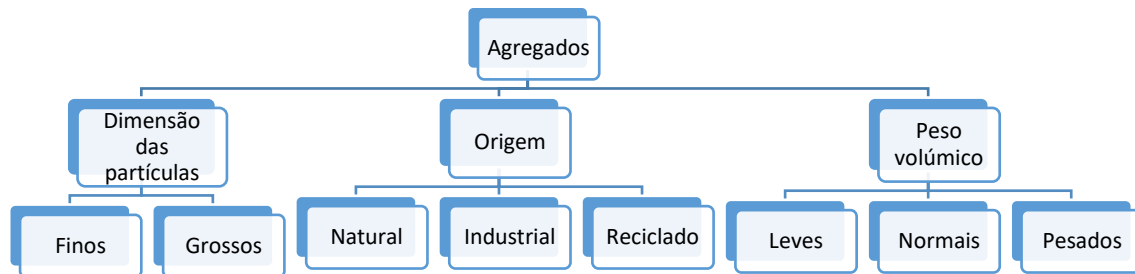 Agregados
Dimensão
das
partículas
Origem
Peso
volúmico
Finos
Grossos
Natural
Industrial
Reciclado
Leves
Normais
Pesados